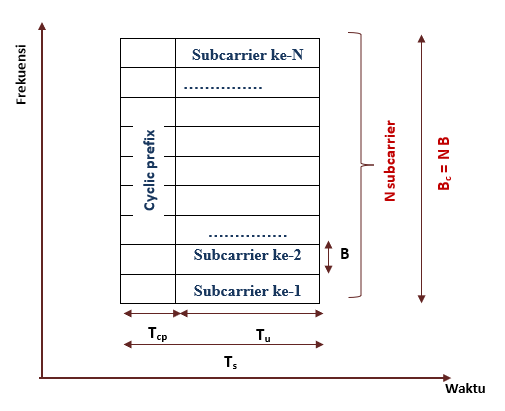 Frekuensi
Subcarrier ke-N
...............
Cyclic prefix
...............
Subcarrier ke-2
Subcarrier ke-1
B
N subcarrier
Bc = N B
Tcp
Tu
Ts
Waktu